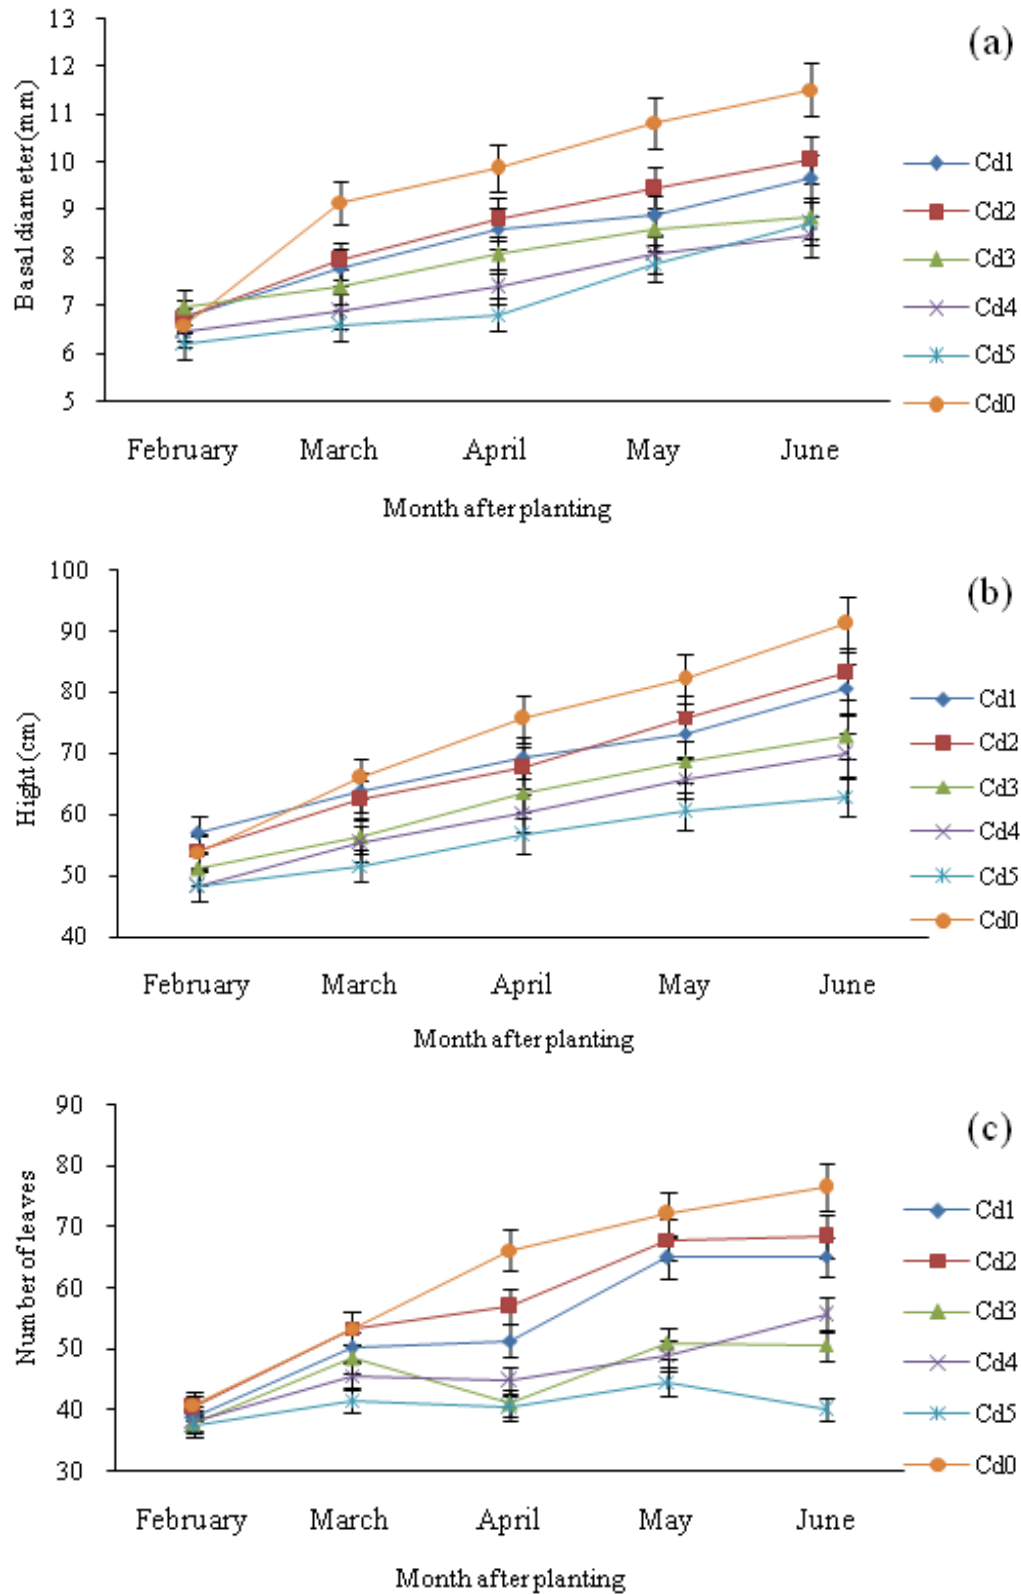 (a)
13
12
11
10
9
8
7
6
5
Basal diameter (mm)
February March April May June
Month after planting
Cd1
Cd2
Cd3
Cd4
Cd5
Cd0
(b)
100
90
80
70
60
50
40
Hight (cm)
February March April May June
Month after planting
Cd1
Cd2
Cd3
Cd4
Cd5
Cd0
(c)
90
80
70
60
50
40
30
Number of leaves
February March April May June
Month after planting
Cd1
Cd2
Cd3
Cd4
Cd5
Cd0